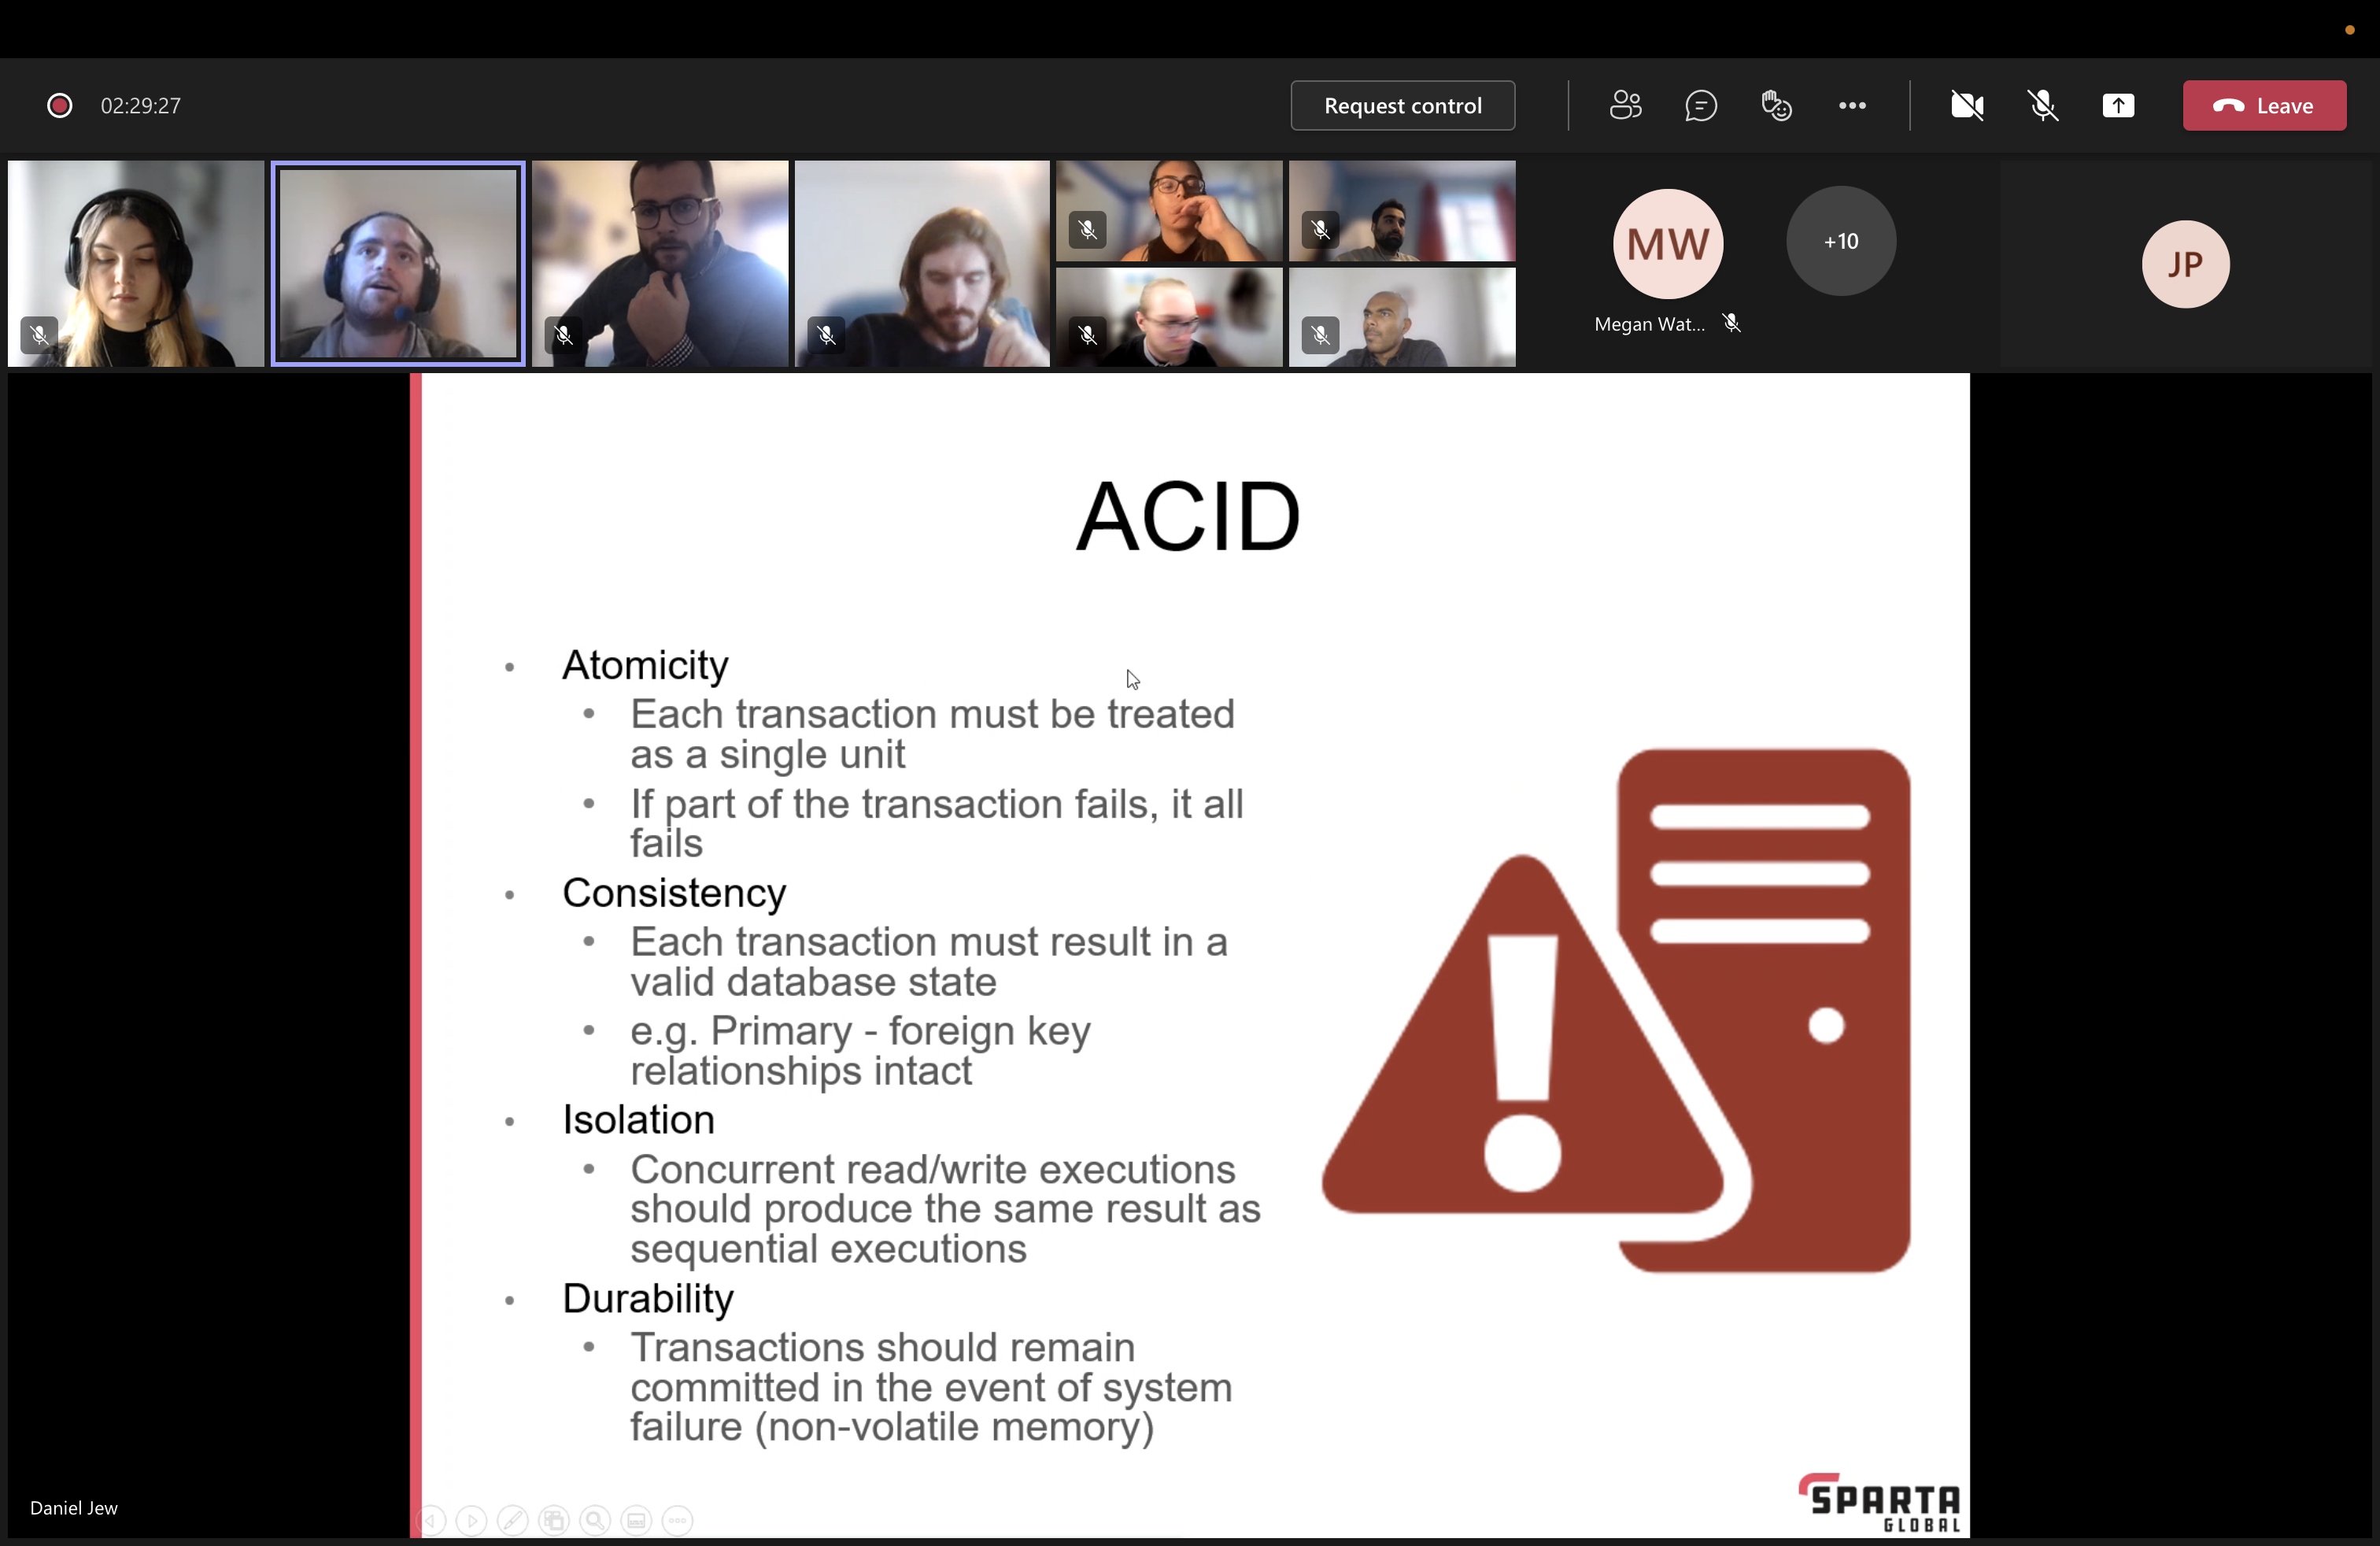 02:29:27
Request control
Leave
MW
+10
JP
Megan Wat...
ACID
Atomicity
Each transaction must be treated
as a single unit
If part of the transaction fails, it all
fails
Consistency
Each transaction must result in a
valid database state
e.g. Primary - foreign key
relationships intact
Isolation
Concurrent read/write executions
should produce the same result as
sequential executions
Durability
Transactions should remain
committed in the event of system
failure (non-volatile memory)
Daniel Jew
SPARTA
GLOBAL